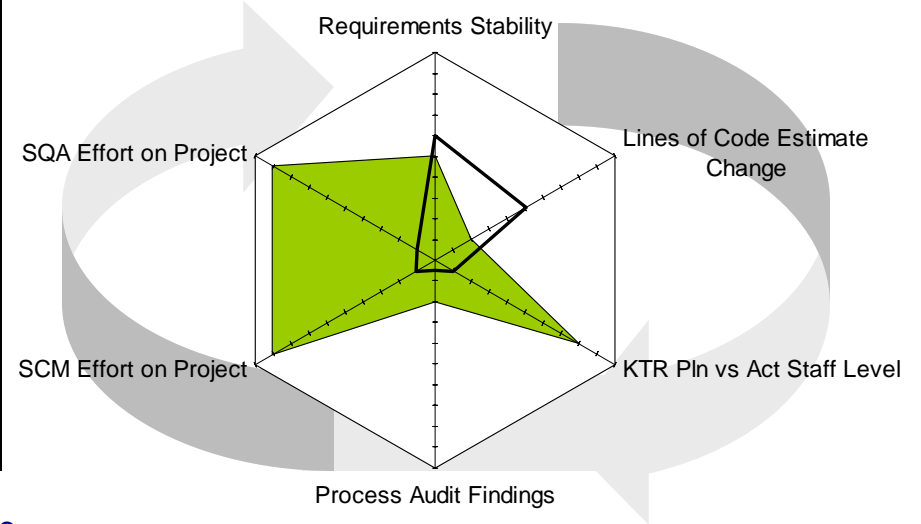 Requirements Stability
Lines of Code Estimate
Change
SQA Effort on Project
SCM Effort on Project
KTR Pln vs Act Staff Level
Process Audit Findings